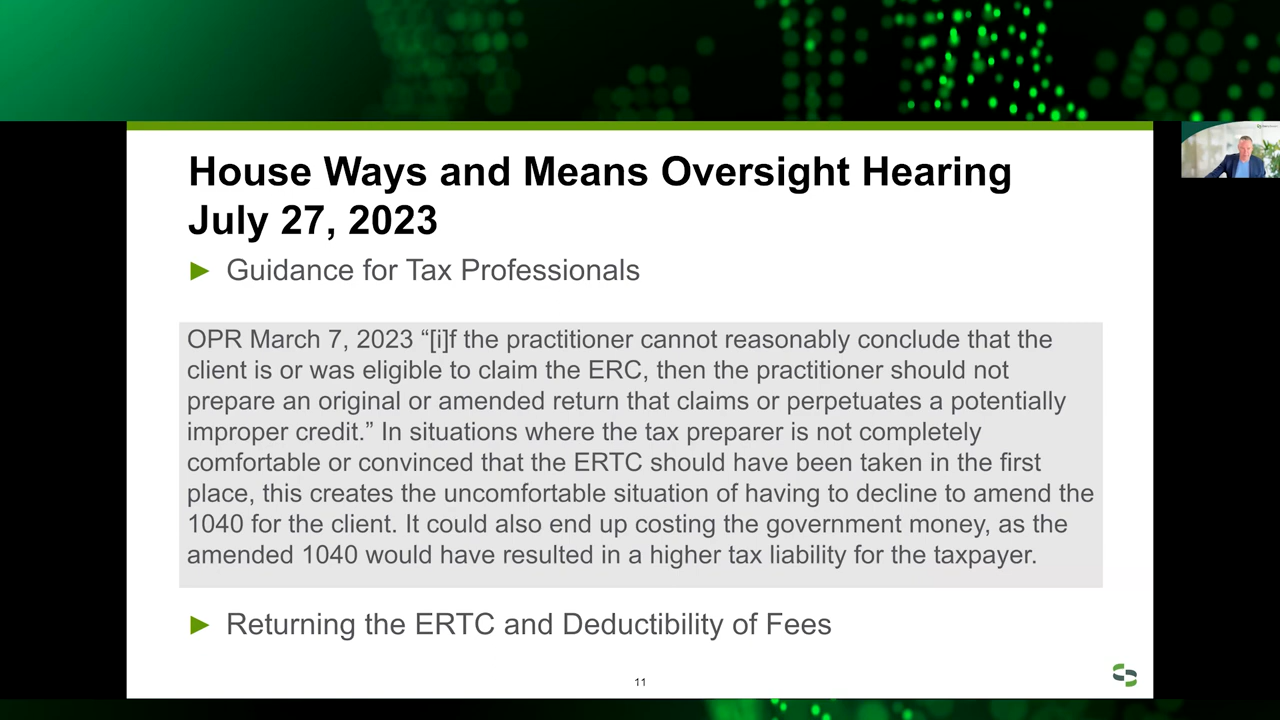 House Ways and Means Oversight Hearing
July 27, 2023
► Guidance for Tax Professionals
OPR March 7, 2023 “[i]f the practitioner cannot reasonably conclude that the
client is or was eligible to claim the ERC, then the practitioner should not
prepare an original or amended return that claims or perpetuates a potentially
improper credit.” In situations where the tax preparer is not completely
comfortable or convinced that the ERTC should have been taken in the first
place, this creates the uncomfortable situation of having to decline to amend the
1040 for the client. It could also end up costing the government money, as the
amended 1040 would have resulted in a higher tax liability for the taxpayer.
► Returning the ERTC and Deductibility of Fees
11